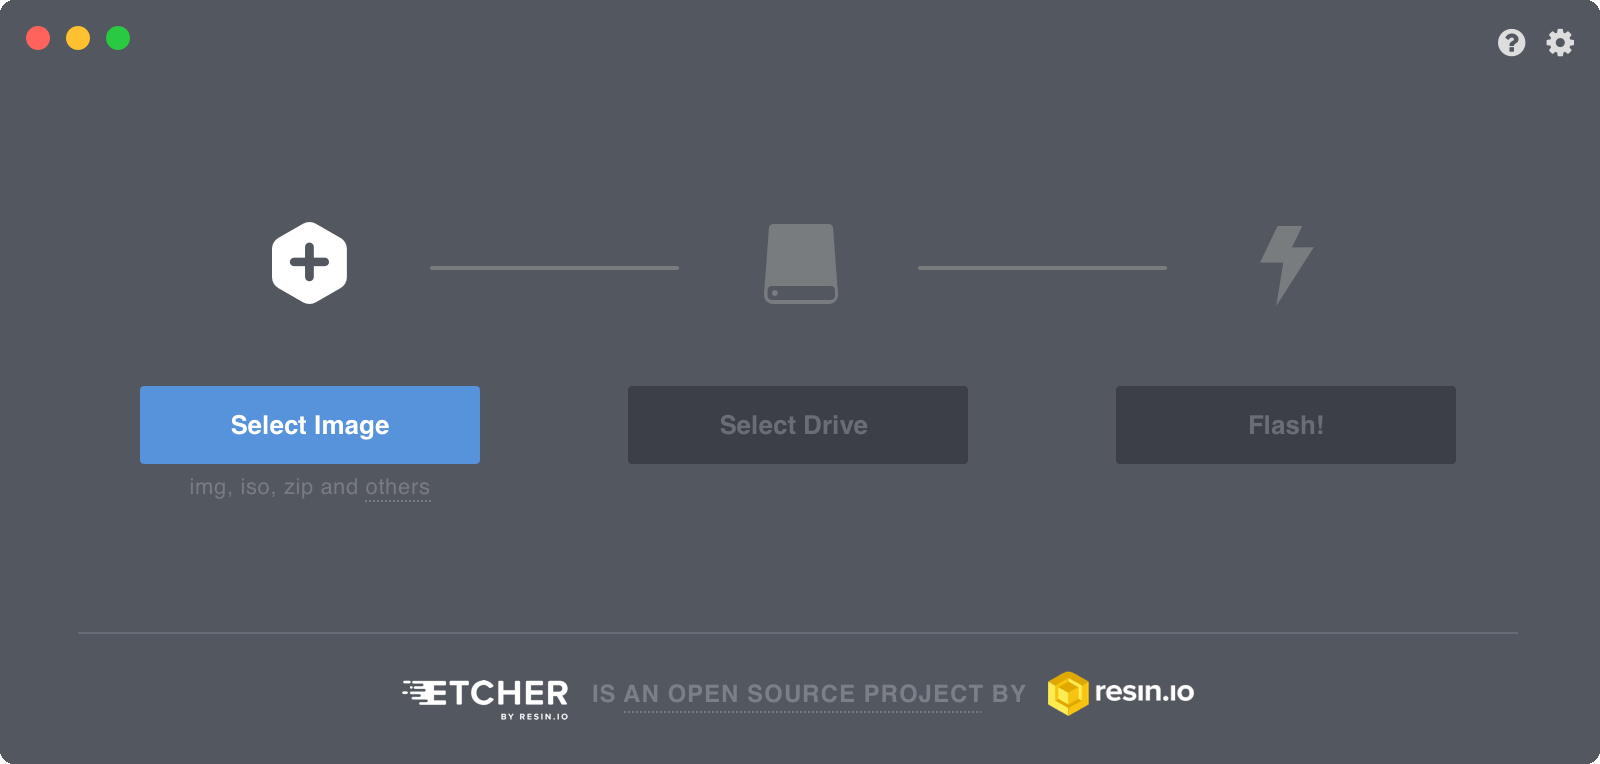 Select Image
Select Drive
Flash!
img, iso, zip and others
ETCHER
BY RESIN.IO
IS AN OPEN SOURCE PROJECT BY
resin.io